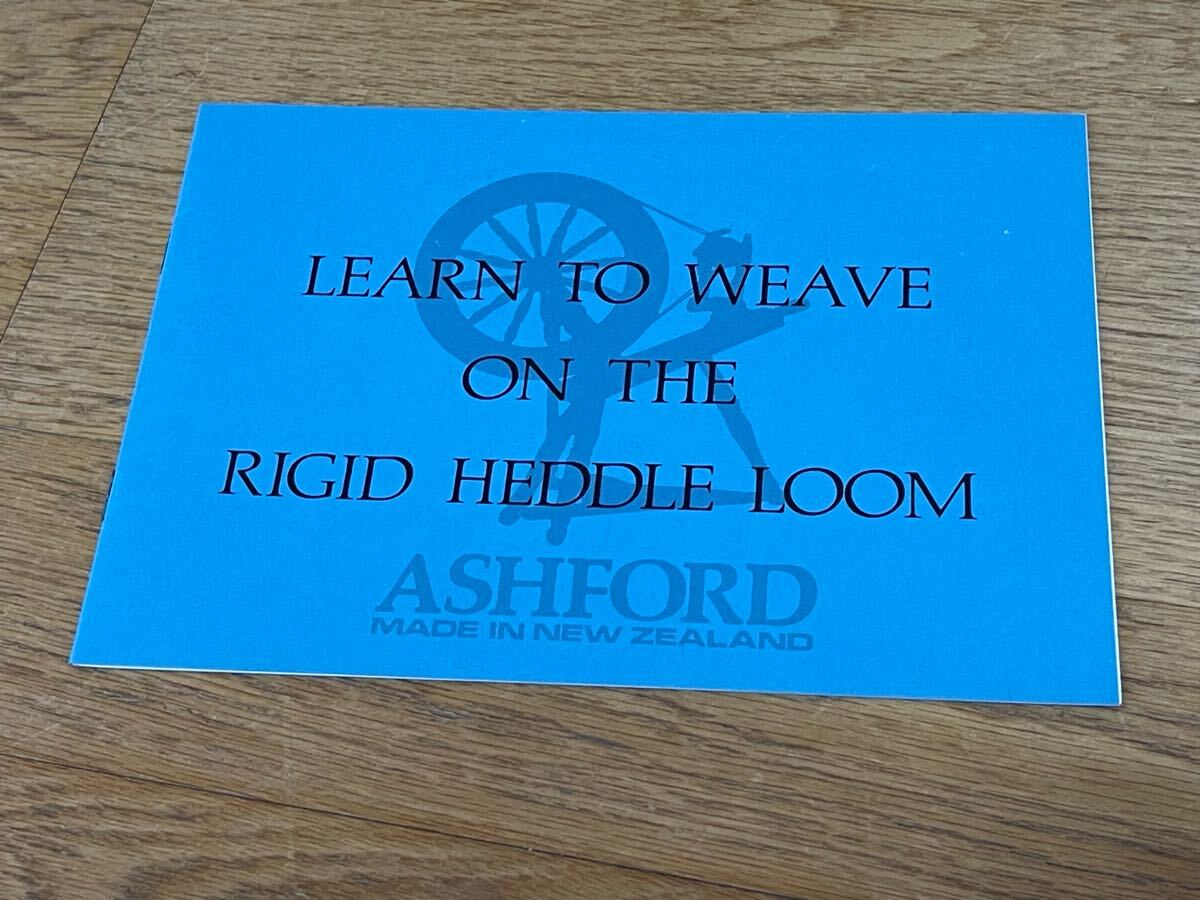 LEARN TO WEAVE
ON THE
RIGID HEDDLE LOOM
ASHFORD
MADE IN NEW ZEALAND